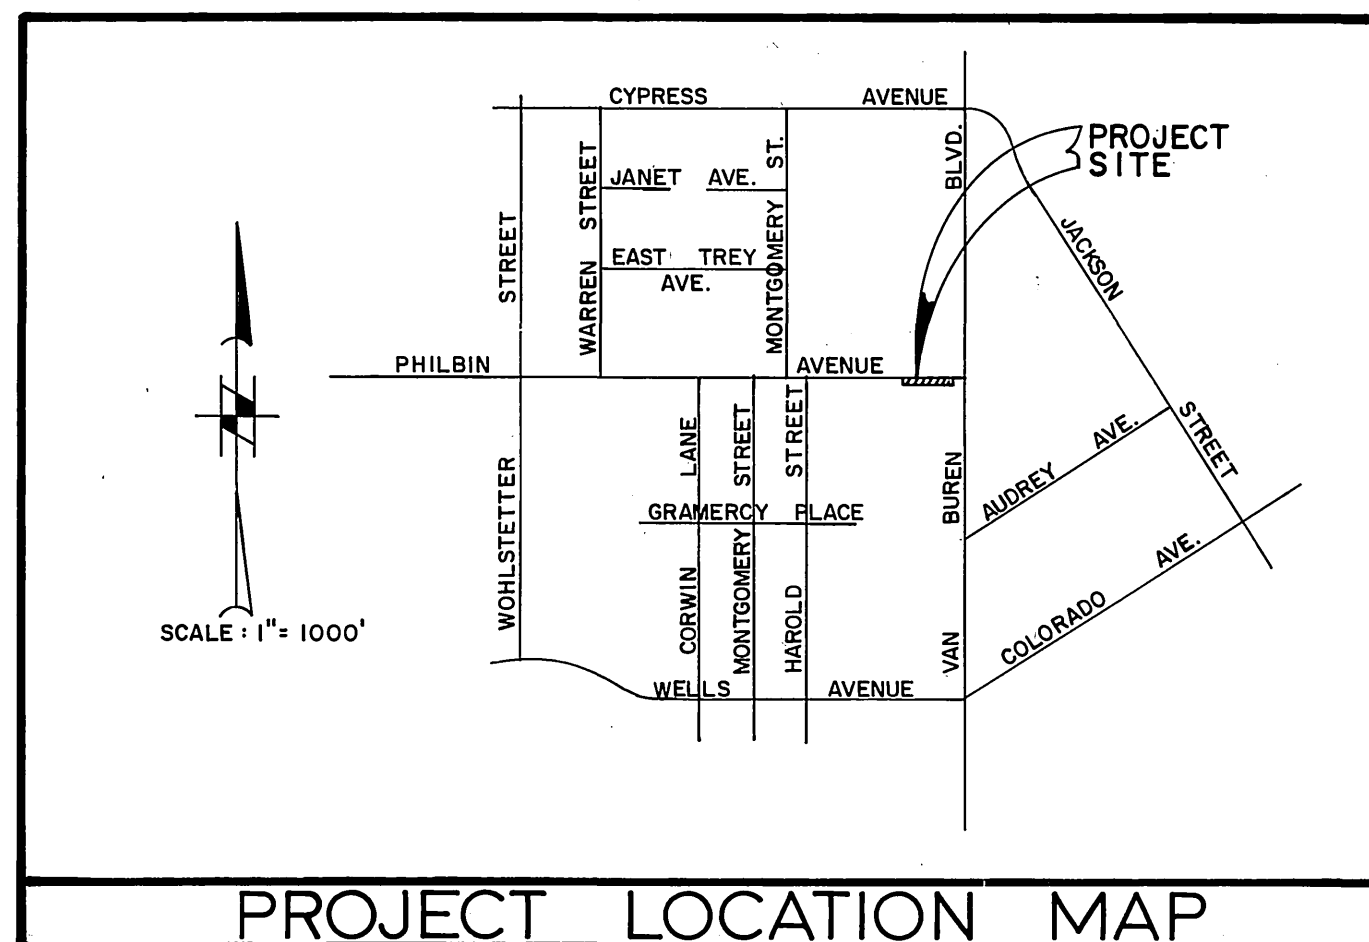 CYPRESS AVENUE
PROJECT
SITE
BLVD.
ST.
JANET AVE.
WARREN STREET
MONTGOMERY
STREET
EAST TREY
AVE.
JACKSON
PHILBIN
AVENUE
STREET
LANE
STREET
STREET
AUDREY AVE.
BUREN
GRAMERCY PLACE
WOHLSTETTER
CORWIN
MONTGOMERY
HAROLD
VAN
COLORADO AVE.
SCALE : 1"= 1000'
WELLS AVENUE
PROJECT LOCATION MAP